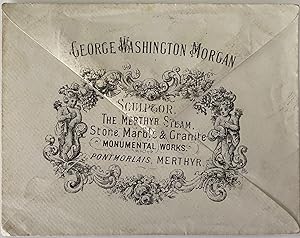 GEORGE WASHINGTON MORGAN
SCULPTOR.
THE MERTHYR STEAM,
Stone, Marble & Granite
MONUMENTAL WORKS.
PONTMORLAIS, MERTHYR.